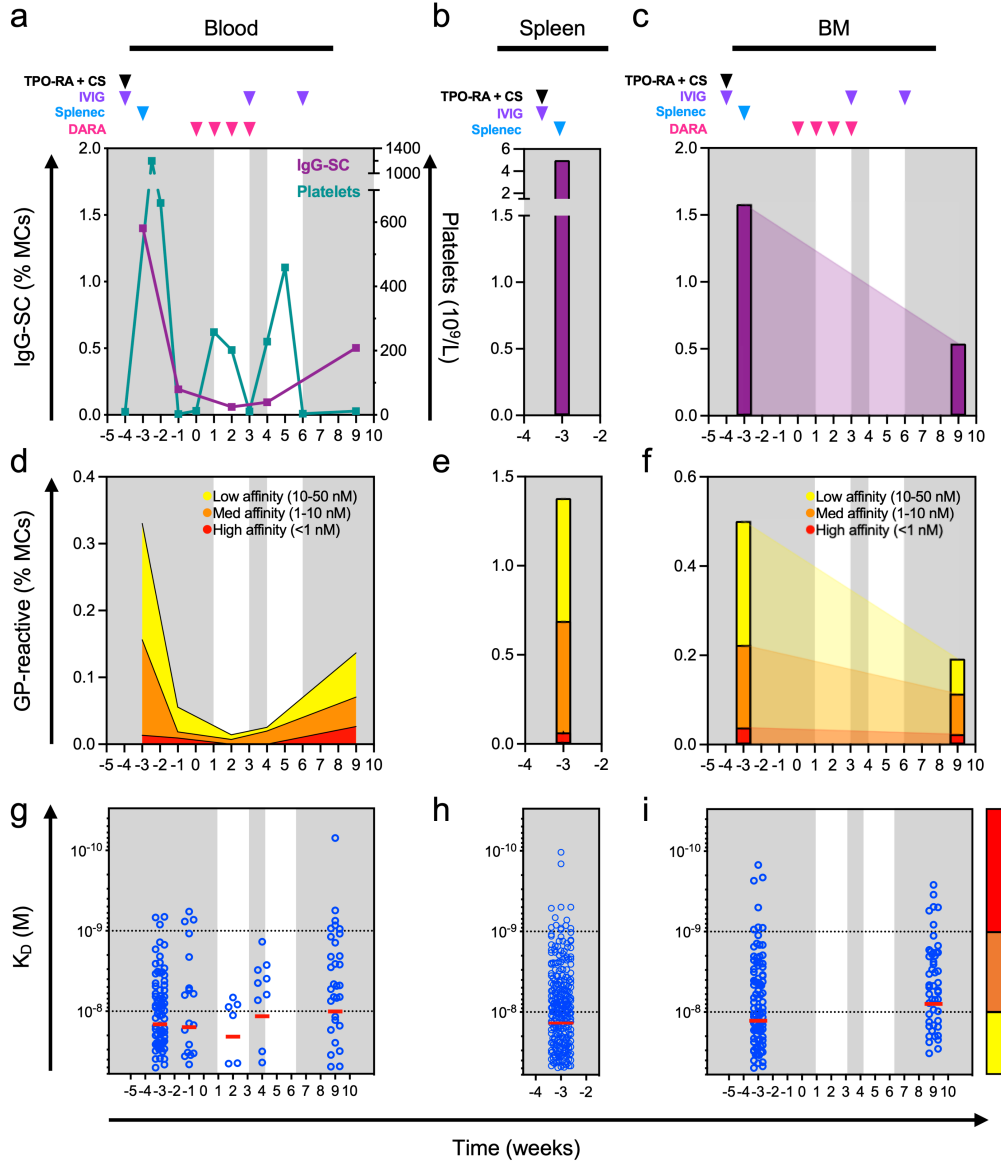 a
Blood
b
Spleen
c
BM
TPO-RA + CS
IVIG
Splenec
DARA
TPO-RA + CS
IVIG
Splenec
TPO-RA + CS
IVIG
Splenec
DARA
IgG-SC (% MCs)
2.0
1.5
1.0
0.5
0.0
IgG-SC
Platelets
1400
1000
600
400
200
0
Platelets (10⁹/L)
-5 -4 -3 -2 -1 0 1 2 3 4 5 6 7 8 9 10
6
4
2
1.5
1.0
0.5
0.0
-4 -3 -2
2.0
1.5
1.0
0.5
0.0
-5 -4 -3 -2 -1 0 1 2 3 4 5 6 7 8 9 10
d
GP-reactive (% MCs)
0.4
0.3
0.2
0.1
0.0
Low affinity (10-50 nM)
Med affinity (1-10 nM)
High affinity (<1 nM)
-5 -4 -3 -2 -1 0 1 2 3 4 5 6 7 8 9 10
e
1.5
1.0
0.5
0.0
-4 -3 -2
f
0.6
0.4
0.2
0.0
Low affinity (10-50 nM)
Med affinity (1-10 nM)
High affinity (<1 nM)
-5 -4 -3 -2 -1 0 1 2 3 4 5 6 7 8 9 10
g
K_D (M)
10⁻¹⁰
10⁻⁹
10⁻⁸
-5 -4 -3 -2 -1 0 1 2 3 4 5 6 7 8 9 10
h
10⁻¹⁰
10⁻⁹
10⁻⁸
-4 -3 -2
i
10⁻¹⁰
10⁻⁹
10⁻⁸
-5 -4 -3 -2 -1 0 1 2 3 4 5 6 7 8 9 10
Time (weeks)